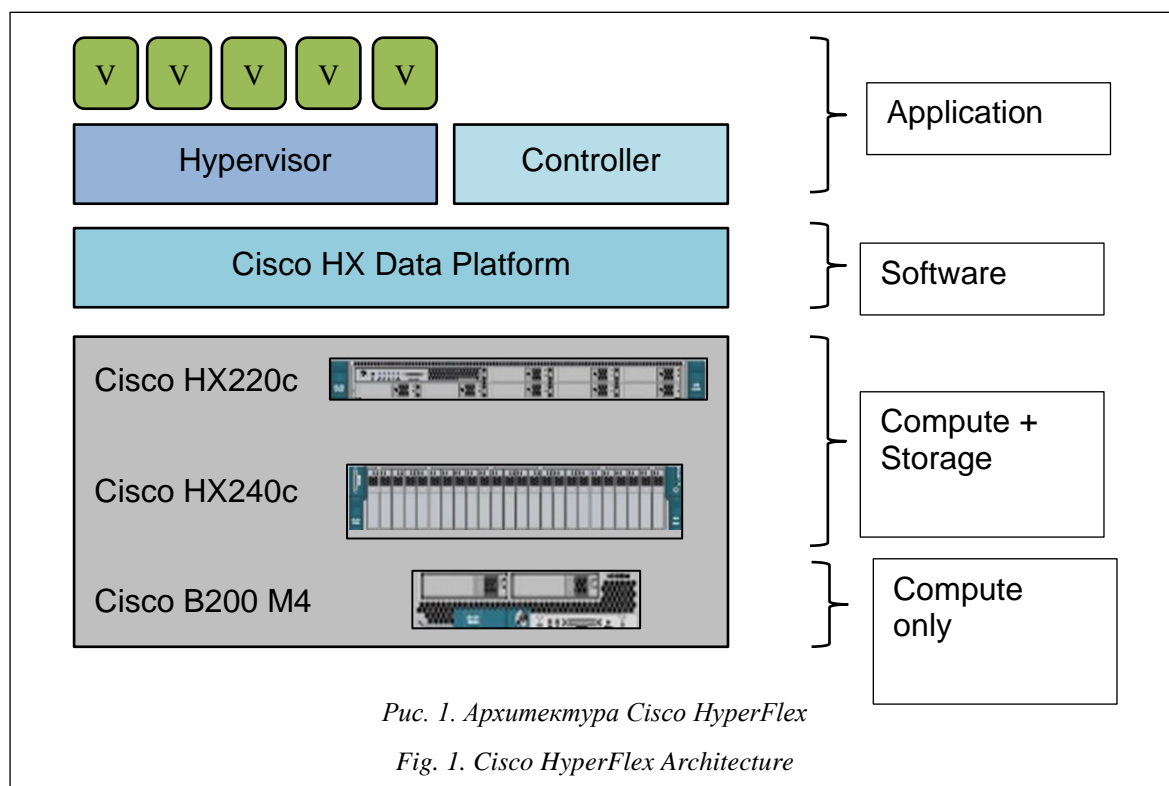 V V V V V
Hypervisor
Controller
Application
Cisco HX Data Platform
Software
Cisco HX220c
Cisco HX240c
Compute +
Storage
Cisco B200 M4
Compute
only
Рис. 1. Архитектура Cisco HyperFlex
Fig. 1. Cisco HyperFlex Architecture